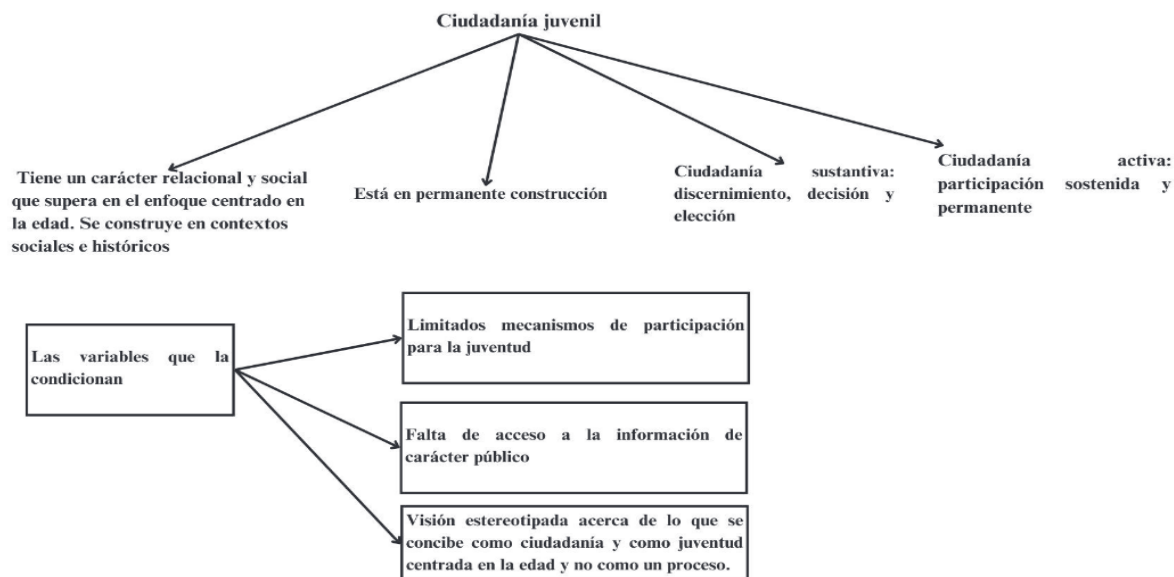 Ciudadanía juvenil
Tiene un carácter relacional y social
que supera en el enfoque centrado en
la edad. Se construye en contextos
sociales e históricos
Está en permanente construcción
Ciudadanía sustantiva:
discernimiento, decisión y
elección
Ciudadanía activa:
participación sostenida y
permanente
Las variables que la
condicionan
Limitados mecanismos de participación
para la juventud
Falta de acceso a la información de
carácter público
Visión estereotipada acerca de lo que se
concibe como ciudadanía y como juventud
centrada en la edad y no como un proceso.